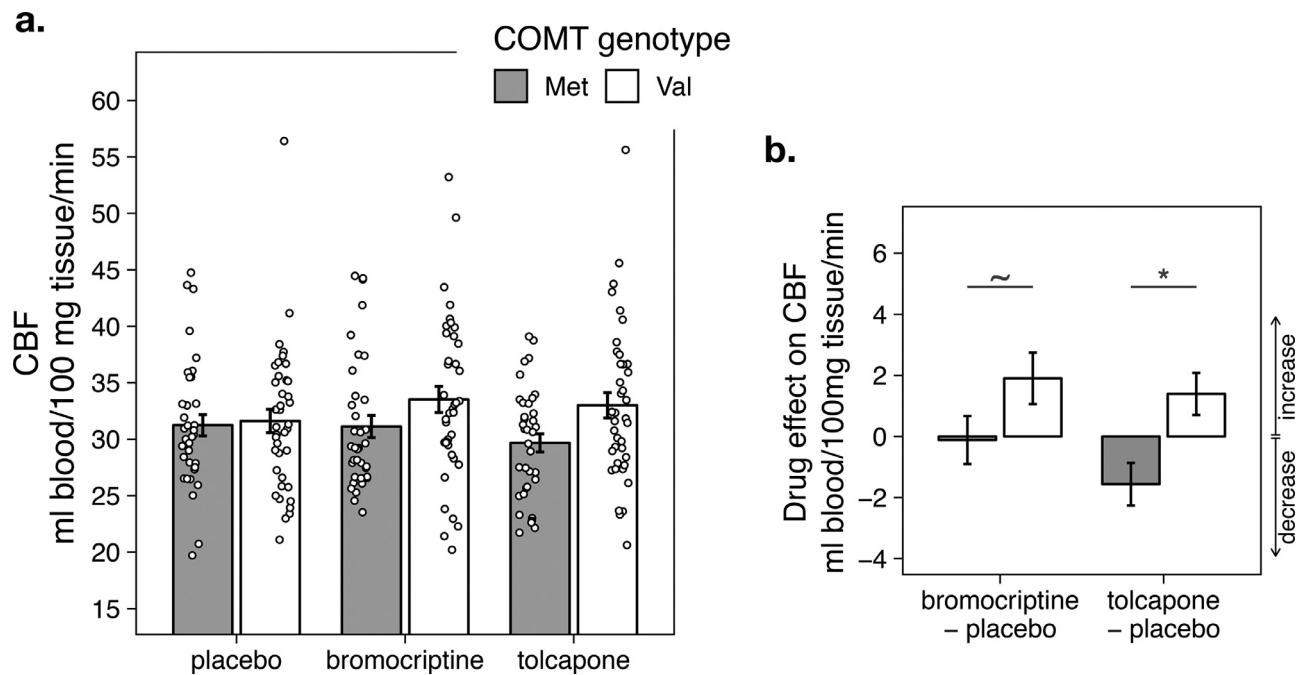 a.
COMT genotype
Met
Val
CBF
ml blood/100 mg tissue/min
60
55
50
45
40
35
30
25
20
15
placebo
bromocriptine
tolcapone
b.
Drug effect on CBF
ml blood/100mg tissue/min
6
4
2
0
−2
−4
~
*
increase
decrease
bromocriptine
– placebo
tolcapone
– placebo